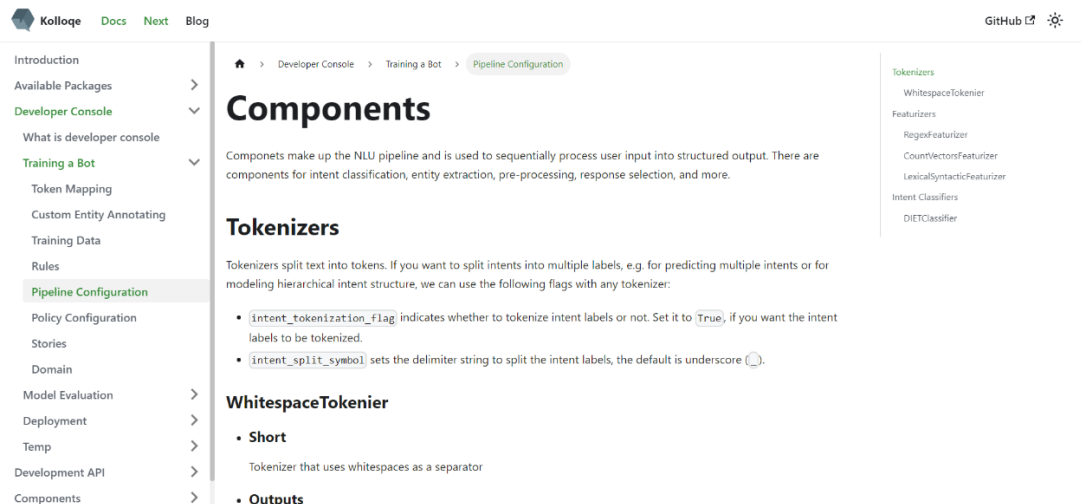 Kolloqe Docs Next Blog GitHub
Introduction
Available Packages
Developer Console
What is developer console
Training a Bot
Token Mapping
Custom Entity Annotating
Training Data
Rules
Pipeline Configuration
Policy Configuration
Stories
Domain
Model Evaluation
Deployment
Temp
Development API
Components
Developer Console Training a Bot Pipeline Configuration
Components
Componets make up the NLU pipeline and is used to sequentially process user input into structured output. There are
components for intent classification, entity extraction, pre-processing, response selection, and more.
Tokenizers
Tokenizers split text into tokens. If you want to split intents into multiple labels, e.g. for predicting multiple intents or for
modeling hierarchical intent structure, we can use the following flags with any tokenizer:
• intent_tokenization_flag indicates whether to tokenize intent labels or not. Set it to True, if you want the intent
labels to be tokenized.
• intent_split_symbol sets the delimiter string to split the intent labels, the default is underscore (_).
WhitespaceTokenier
• Short
Tokenizer that uses whitespaces as a separator
• Outputs
Tokenizers
WhitespaceTokenier
Featurizers
RegexFeaturizer
CountVectorsFeaturizer
LexicalSyntacticFeaturizer
Intent Classifiers
DIETClassifier